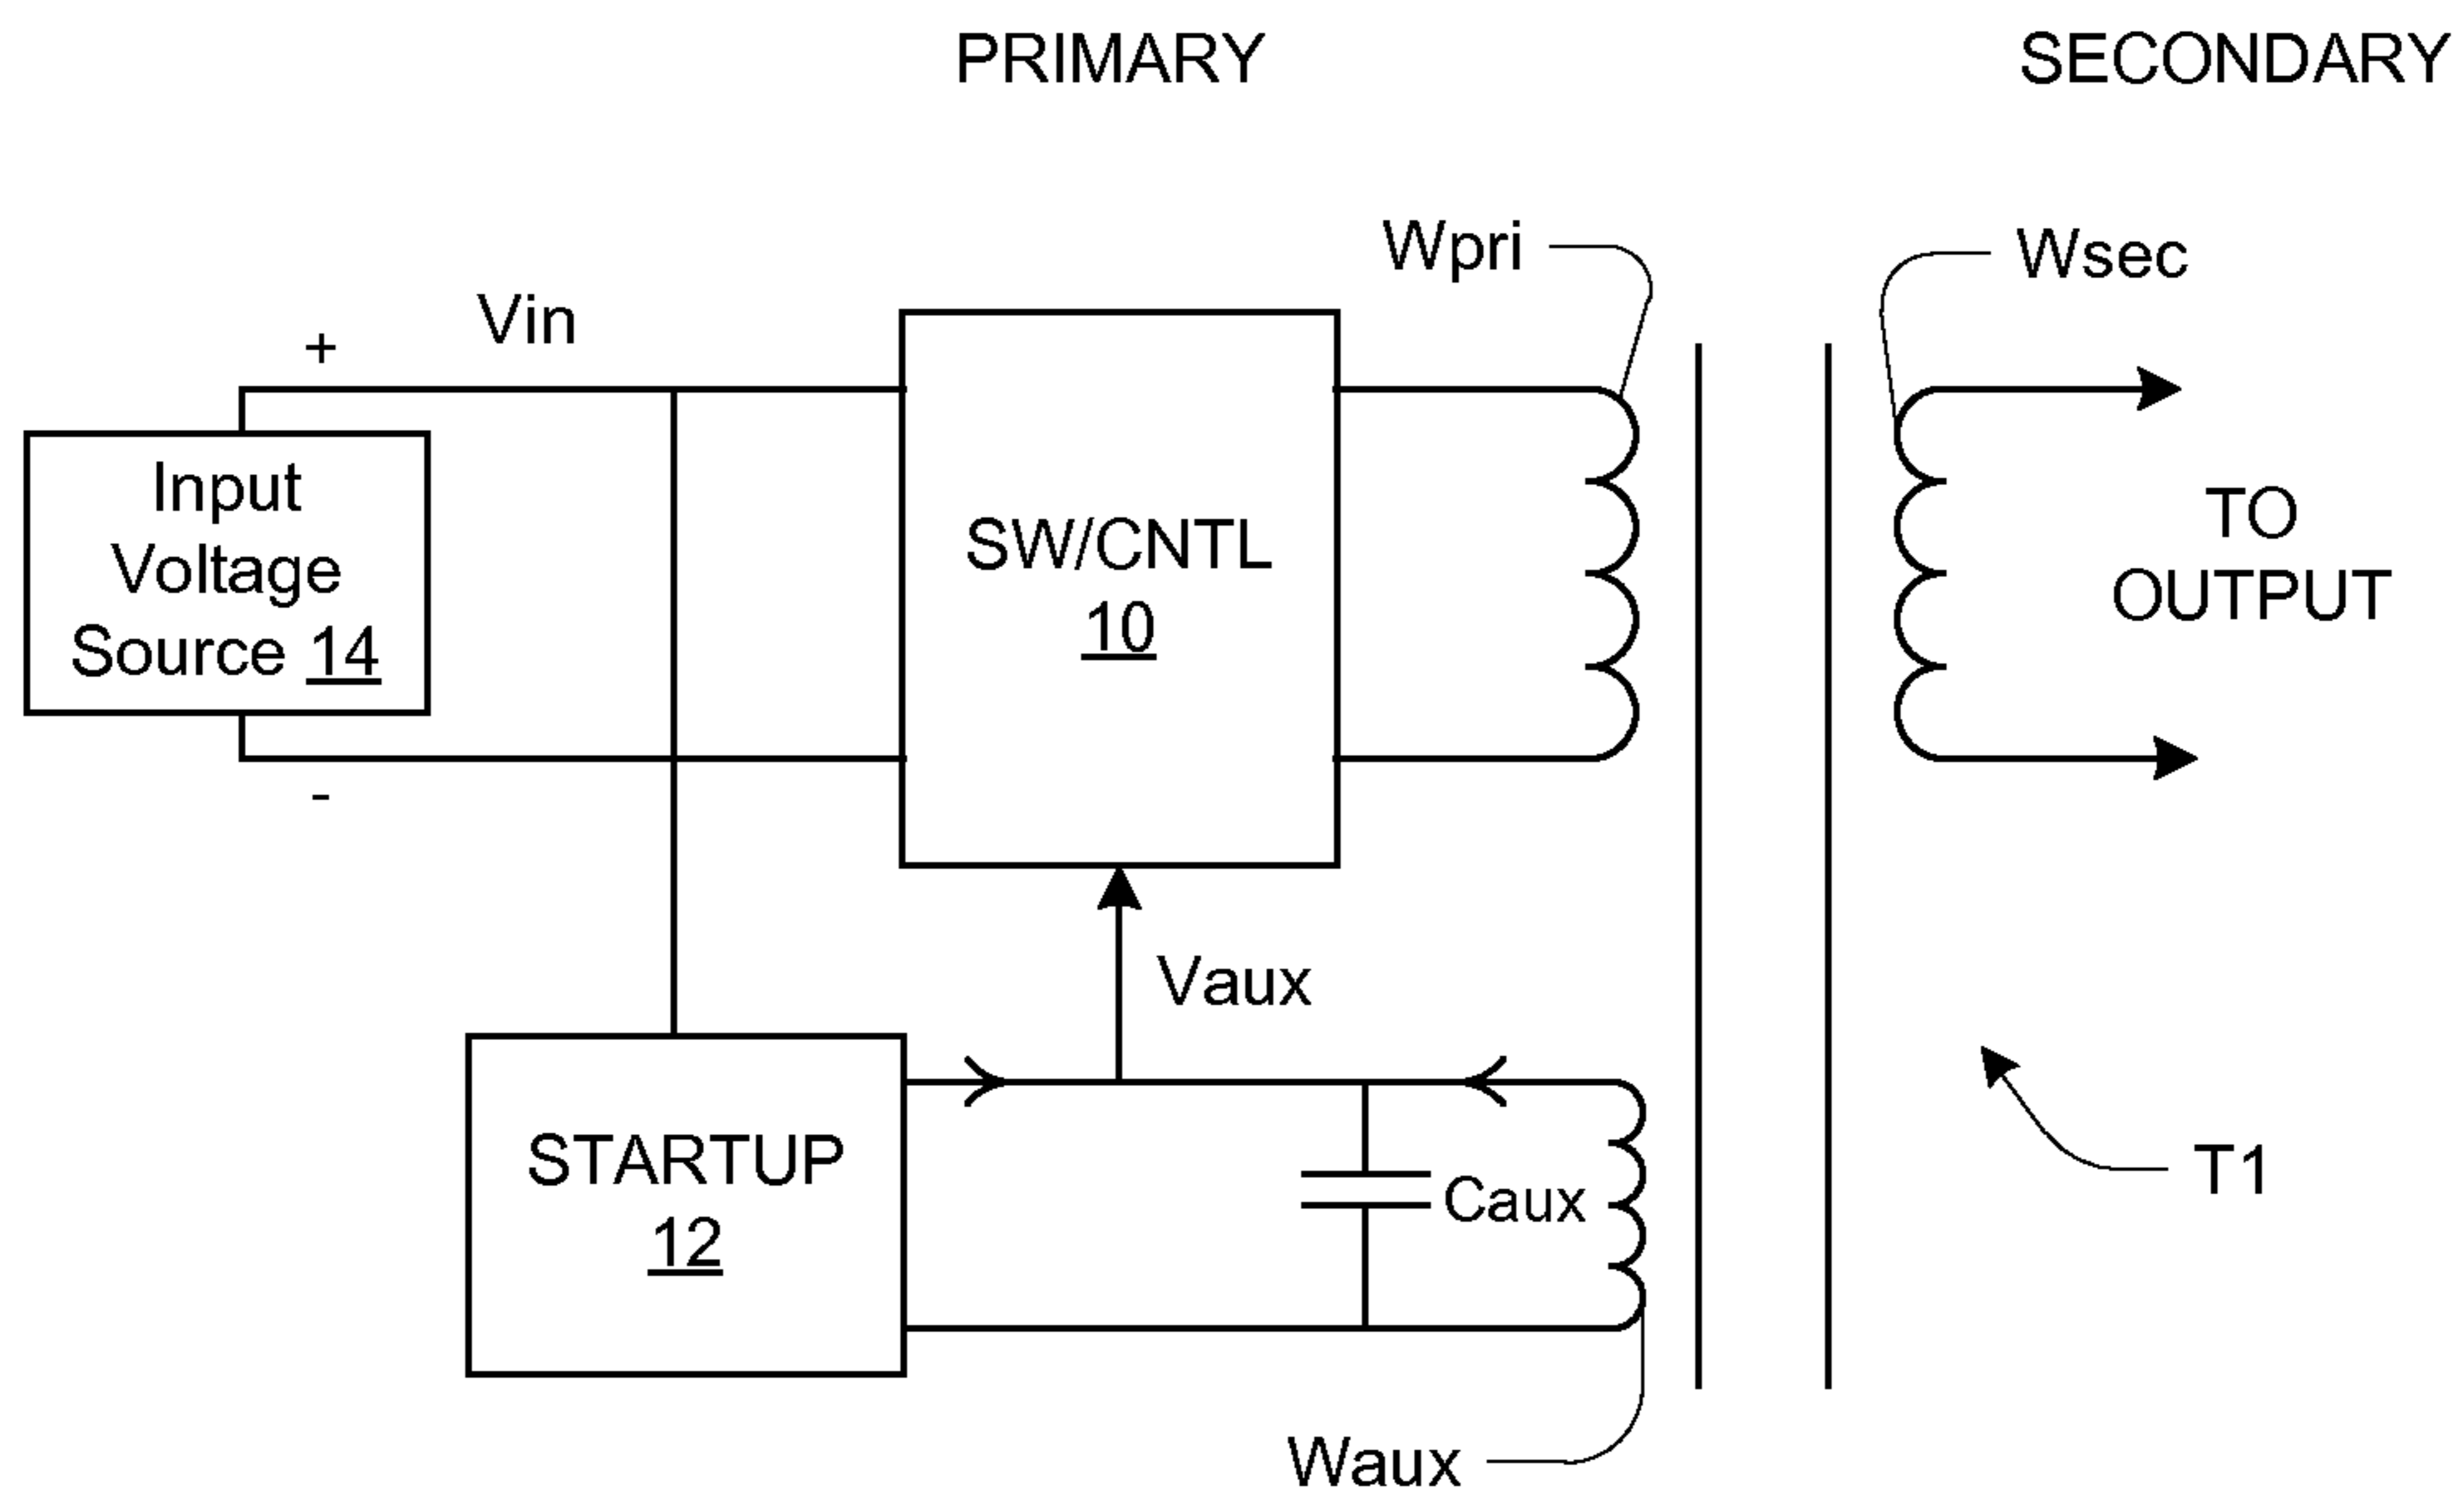 PRIMARY
SECONDARY
Wpri
Wsec
Vin
+
Input
Voltage
Source 14
-
SW/CNTL
10
TO
OUTPUT
Vaux
STARTUP
12
Caux
T1
Waux